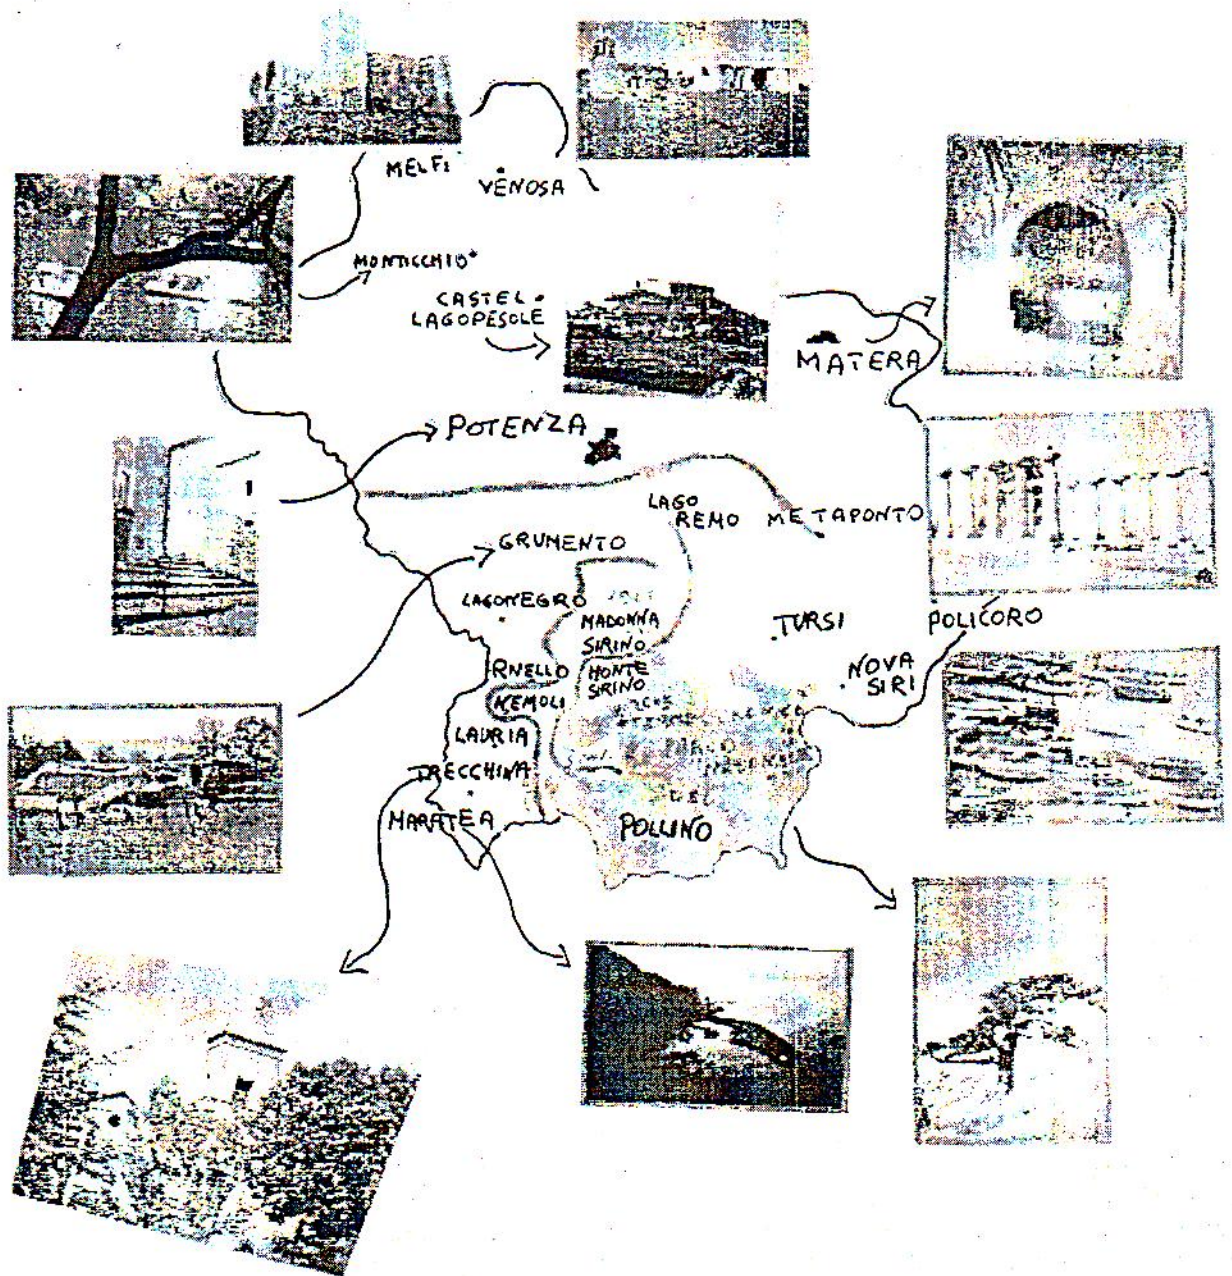 MELFI
VENOSA
MONTICCHIO
CASTEL
LAGOPESOLE
MATERA
POTENZA
LAGO
REMO
METAPONTO
GRUMENTO
LAGONEGRO
MADONNA
SIRINO
TURSI
POLICORO
RNELLO
MONTE
SIRINO
NOVA
SIRI
NEMOLI
LAURIA
TRECCHINA
MARATEA
POLLINO